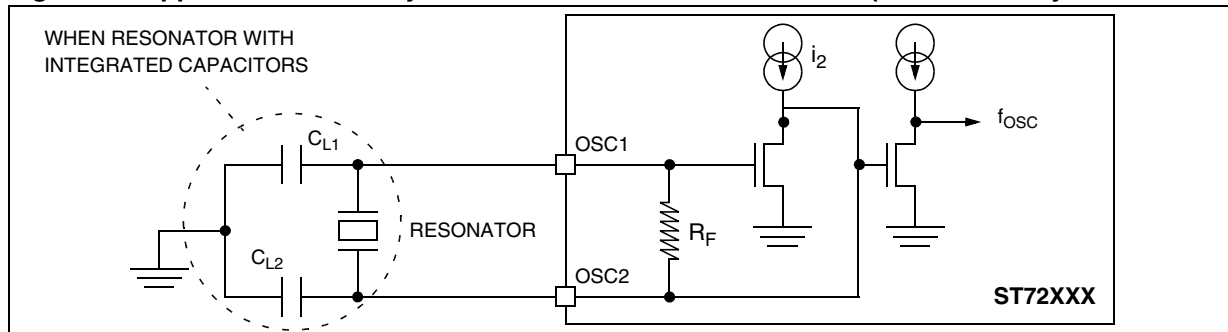 WHEN RESONATOR WITH
INTEGRATED CAPACITORS
i2
fOSC
CL1
OSC1
RESONATOR
RF
CL2
OSC2
ST72XXX